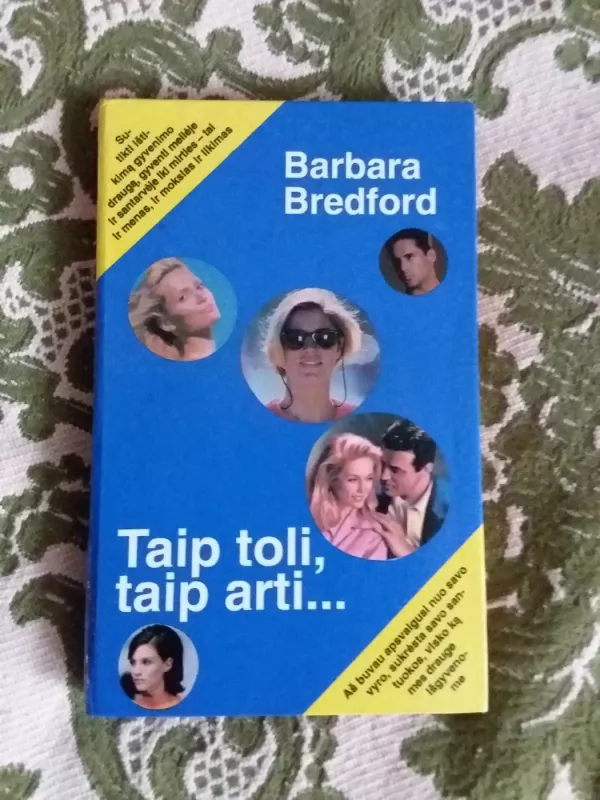 Su-
tikti išti-
kimą gyvenimo
draugą, gyventi meilėje
ir santarvėje iki mirties – tai
ir menas, ir mokslas ir likimas
Barbara
Bredford
Taip toli,
taip arti...
Aš buvau apsvaigusi nuo savo
vyro, sukrėsta savo san-
tuokos, visko ką
mes drauge
išgyveno-
me